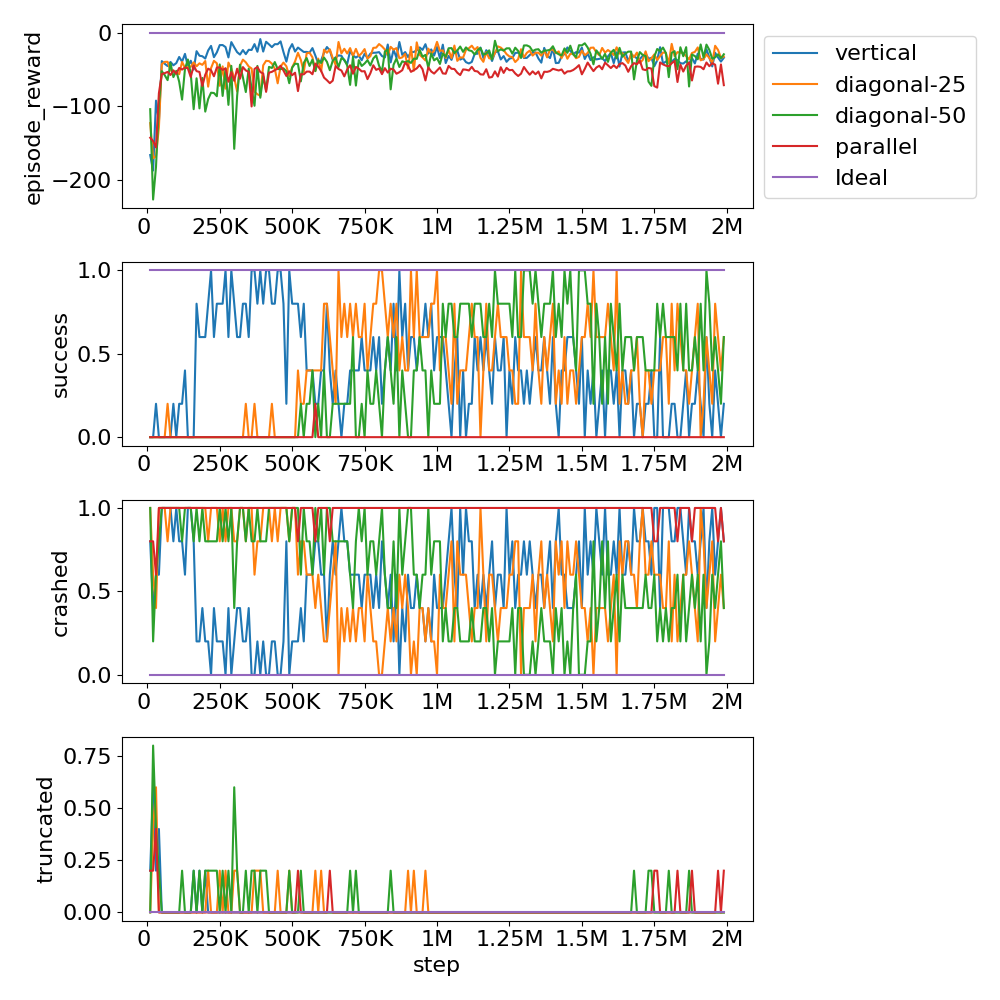 episode_reward
0
−100
−200
0 250K 500K 750K 1M 1.25M 1.5M 1.75M 2M
vertical
diagonal-25
diagonal-50
parallel
Ideal
success
1.0
0.5
0.0
0 250K 500K 750K 1M 1.25M 1.5M 1.75M 2M
crashed
1.0
0.5
0.0
0 250K 500K 750K 1M 1.25M 1.5M 1.75M 2M
truncated
0.75
0.50
0.25
0.00
0 250K 500K 750K 1M 1.25M 1.5M 1.75M 2M
step